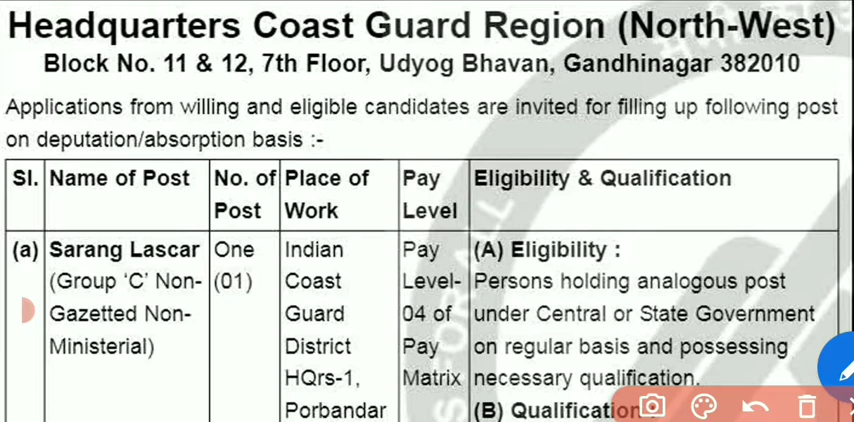 Headquarters Coast Guard Region (North-West)
Block No. 11 & 12, 7th Floor, Udyog Bhavan, Gandhinagar 382010
Applications from willing and eligible candidates are invited for filling up following post
on deputation/absorption basis :-
Sl. Name of Post No. of Post Place of Work Pay Level Eligibility & Qualification
(a) Sarang Lascar One Indian Pay (A) Eligibility :
(Group 'C' Non- (01) Coast Level- Persons holding analogous post
Gazetted Non- Guard 04 of under Central or State Government
Ministerial) District Pay on regular basis and possessing
HQrs-1, Matrix necessary qualification.
Porbandar (B) Qualification